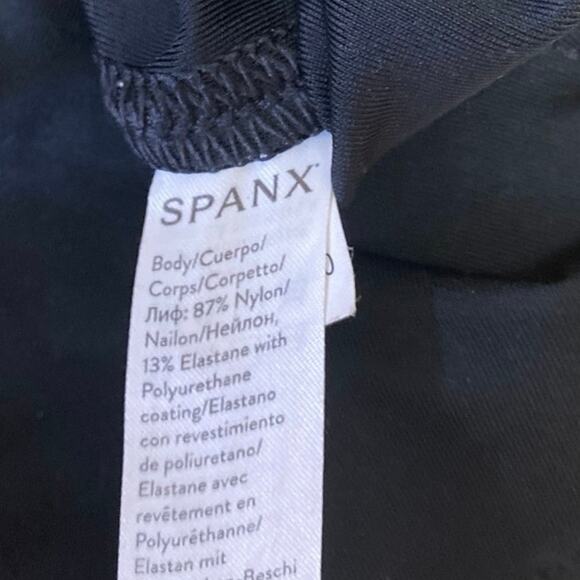 SPANX
Body/Cuerpo/
Corps/Corpetto/
Лиф: 87% Nylon/
Nailon/Нейлон,
13% Elastane with
Polyurethane
coating/Elastano
con revestimiento
de poliuretano/
Elastane avec
revêtement en
Polyuréthanne/
Elastan mit
-Beschi